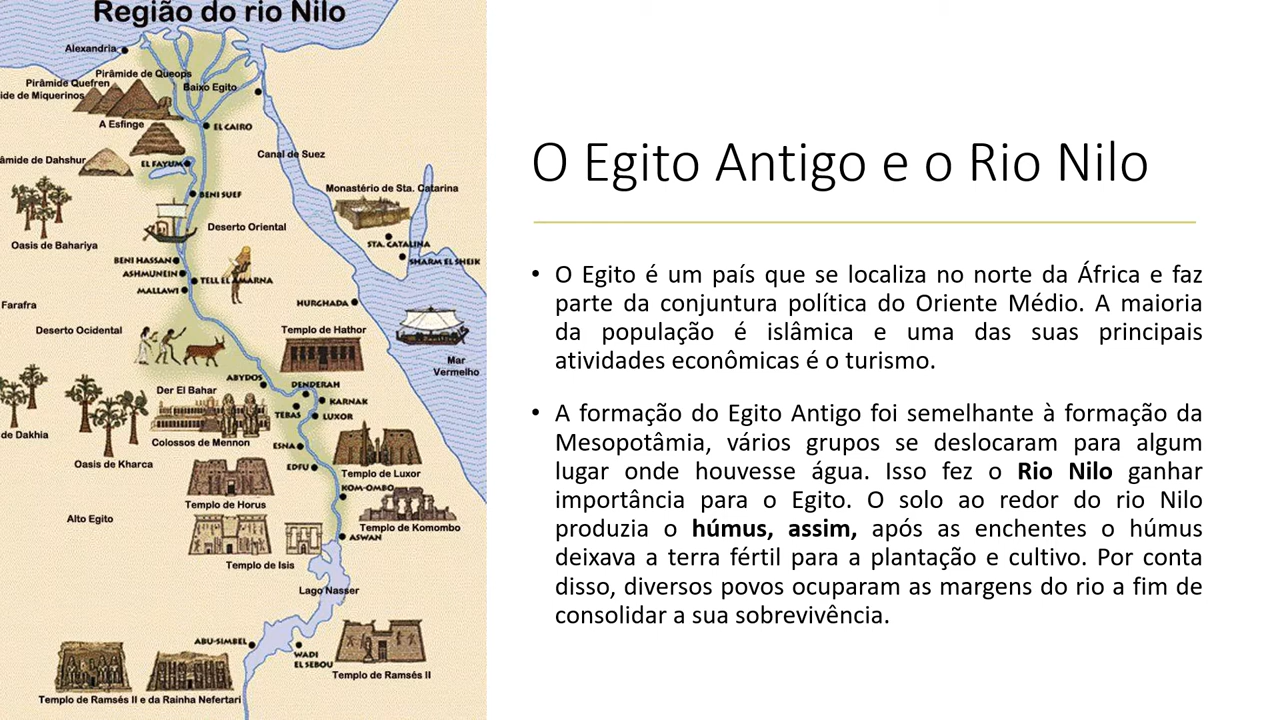 Região do rio Nilo
Alexandria
Pirâmide de Queops
Pirâmide Quefren
ide de Miquerinos
Baixo Egito
A Esfinge
EL CAIRO
Canal de Suez
âmide de Dahshur
EL FAYUM
Monastério de Sta. Catarina
BENI SUEF
Deserto Oriental
Oasis de Bahariya
STA. CATALINA
BENI HASSAN
SHARM EL SHEIK
ASHMUNEIN
TELL EL AMARNA
MALLAWI
Farafra
HURGHADA
Deserto Ocidental
Templo de Hathor
Mar
Vermelho
ABYDOS
DENDERAH
Der El Bahar
KARNAK
TEBAS
LUXOR
de Dakhia
Colossos de Mennon
ESNA
Oasis de Kharca
EDFU
Templo de Luxor
KOM-OMBO
Templo de Horus
Alto Egito
Templo de Komombo
ASWAN
Templo de Isis
Lago Nasser
ABU-SIMBEL
WADI
EL SEBOU
Templo de Ramsés II
Templo de Ramsés II e da Rainha Nefertari
O Egito Antigo e o Rio Nilo
• O Egito é um país que se localiza no norte da África e faz
parte da conjuntura política do Oriente Médio. A maioria
da população é islâmica e uma das suas principais
atividades econômicas é o turismo.
• A formação do Egito Antigo foi semelhante à formação da
Mesopotâmia, vários grupos se deslocaram para algum
lugar onde houvesse água. Isso fez o Rio Nilo ganhar
importância para o Egito. O solo ao redor do rio Nilo
produzia o húmus, assim, após as enchentes o húmus
deixava a terra fértil para a plantação e cultivo. Por conta
disso, diversos povos ocuparam as margens do rio a fim de
consolidar a sua sobrevivência.